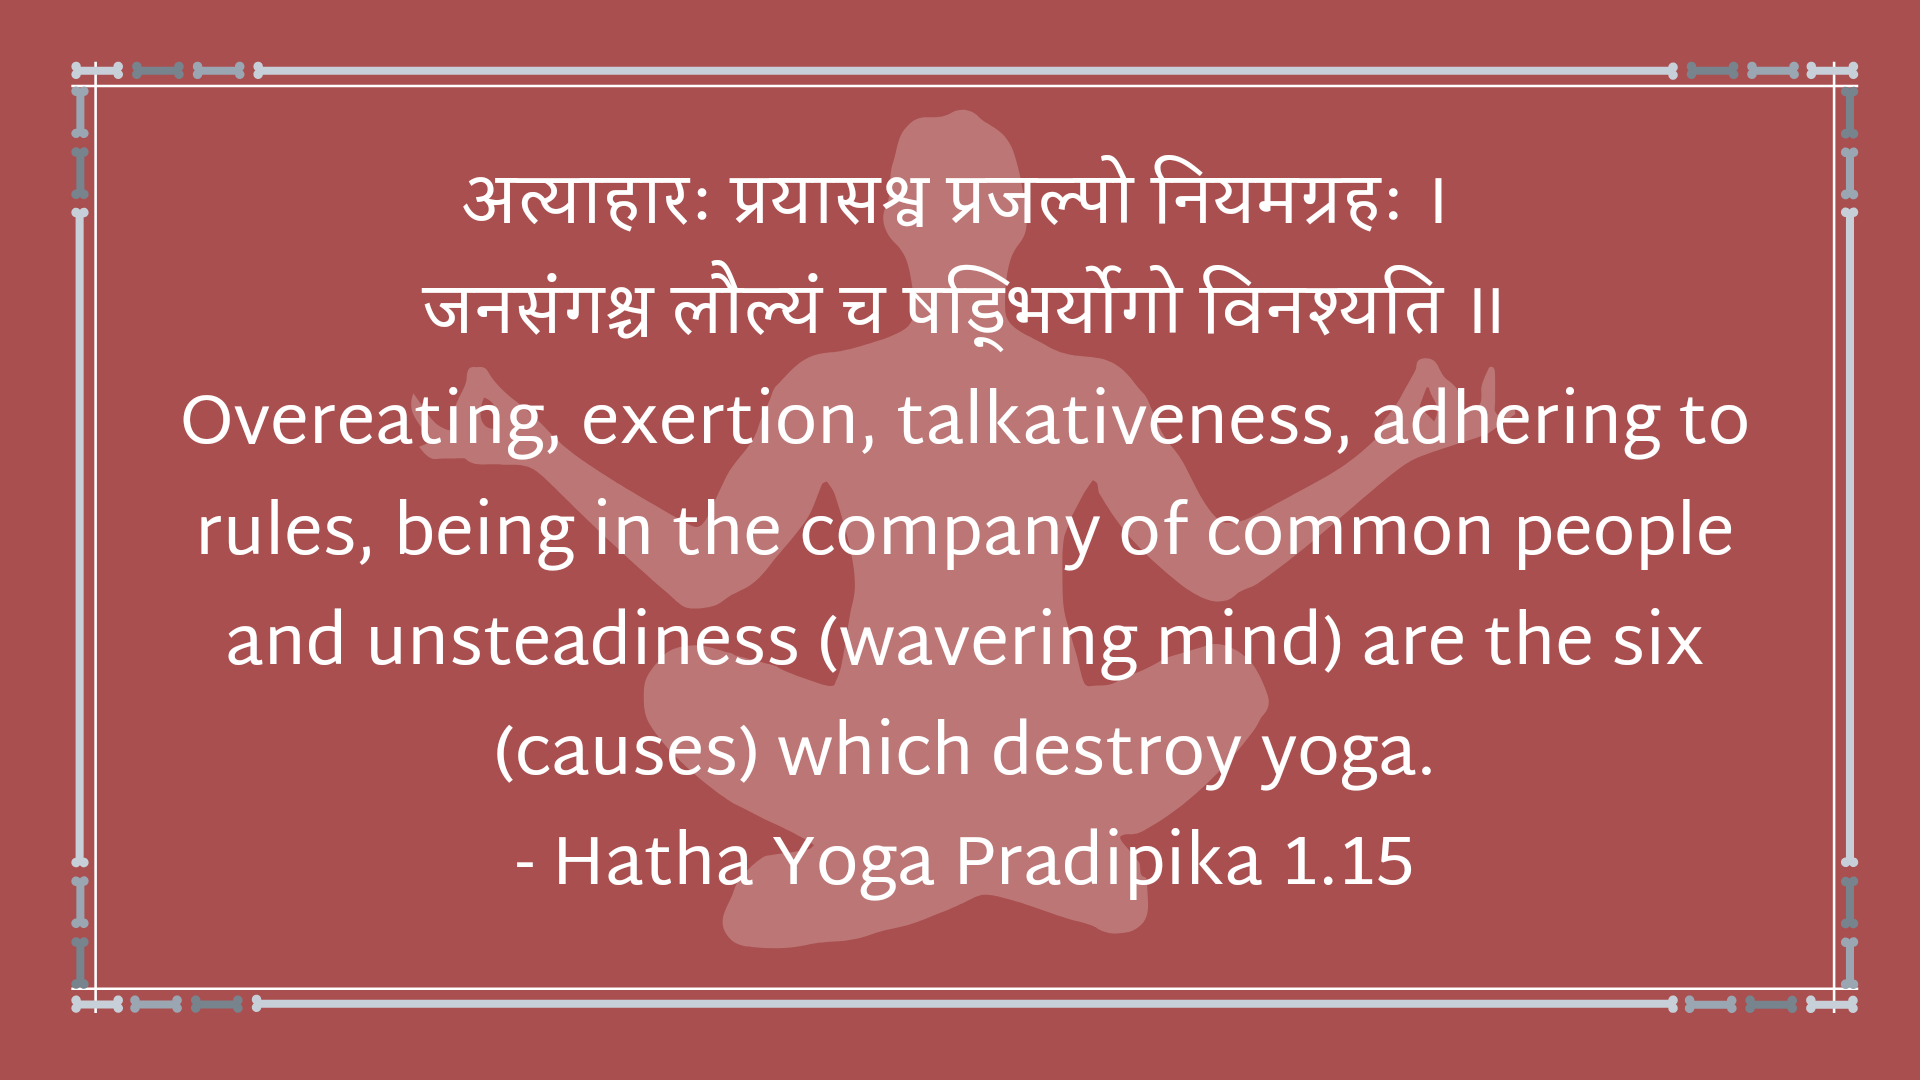 अत्याहारः प्रयासश्व प्रजल्पो नियमग्रहः ।
जनसंगश्च लौल्यं च षड्भिर्योगो विनश्यति ॥
Overeating, exertion, talkativeness, adhering to
rules, being in the company of common people
and unsteadiness (wavering mind) are the six
(causes) which destroy yoga.
- Hatha Yoga Pradipika 1.15